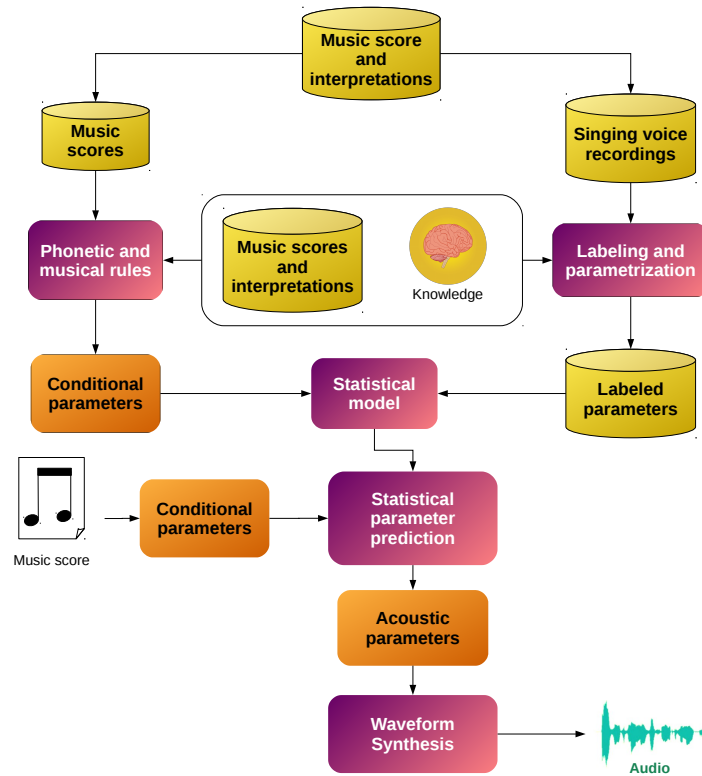 Music score
and
interpretations
Music
scores
Singing voice
recordings
Phonetic and
musical rules
Music scores
and
interpretations
Knowledge
Labeling and
parametrization
Conditional
parameters
Statistical
model
Labeled
parameters
Music score
Conditional
parameters
Statistical
parameter
prediction
Acoustic
parameters
Waveform
Synthesis
Audio